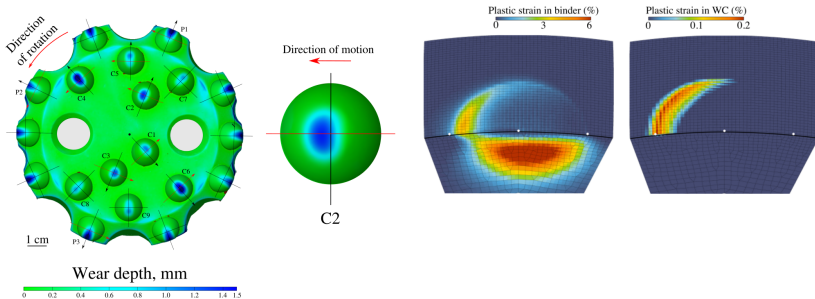 Direction
of rotation
P1
P2
P3
C5
C4
C2
C7
C1
C3
C6
C8
C9
1 cm
Wear depth, mm
0
0.2
0.4
0.6
0.8
1.0
1.2
1.4 1.5
Direction of motion
C2
Plastic strain in binder (%)
0
3
6
Plastic strain in WC (%)
0
0.1
0.2